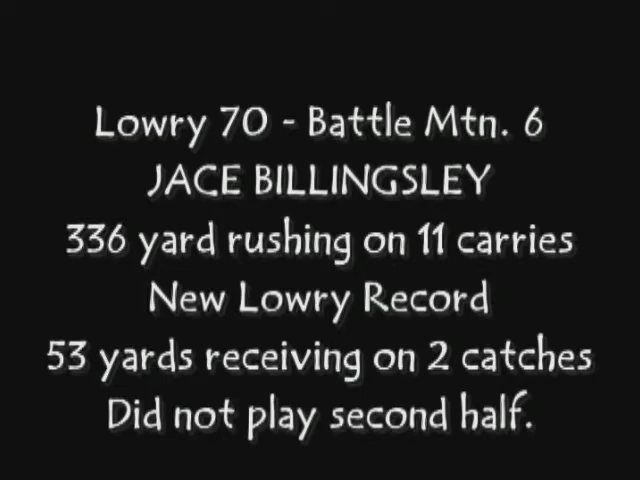 Lowry 70 - Battle Mtn. 6
JACE BILLINGSLEY
336 yard rushing on 11 carries
New Lowry Record
53 yards receiving on 2 catches
Did not play second half.